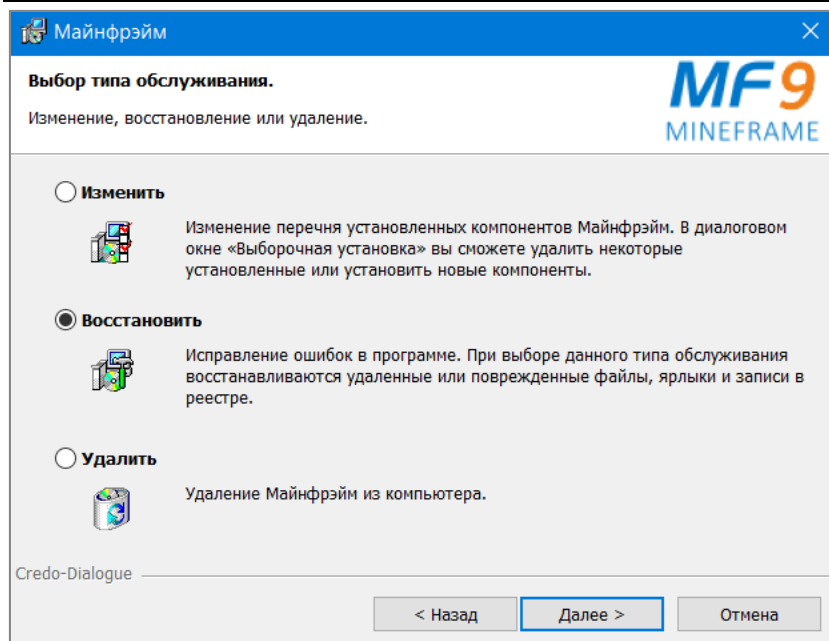 Майнфрэйм
Выбор типа обслуживания.
Изменение, восстановление или удаление.
MF9
MINEFRAME
Изменить
Изменение перечня установленных компонентов Майнфрэйм. В диалоговом
окне «Выборочная установка» вы сможете удалить некоторые
установленные или установить новые компоненты.
Восстановить
Исправление ошибок в программе. При выборе данного типа обслуживания
восстанавливаются удаленные или поврежденные файлы, ярлыки и записи в
реестре.
Удалить
Удаление Майнфрэйм из компьютера.
Credo-Dialogue
< Назад
Далее >
Отмена